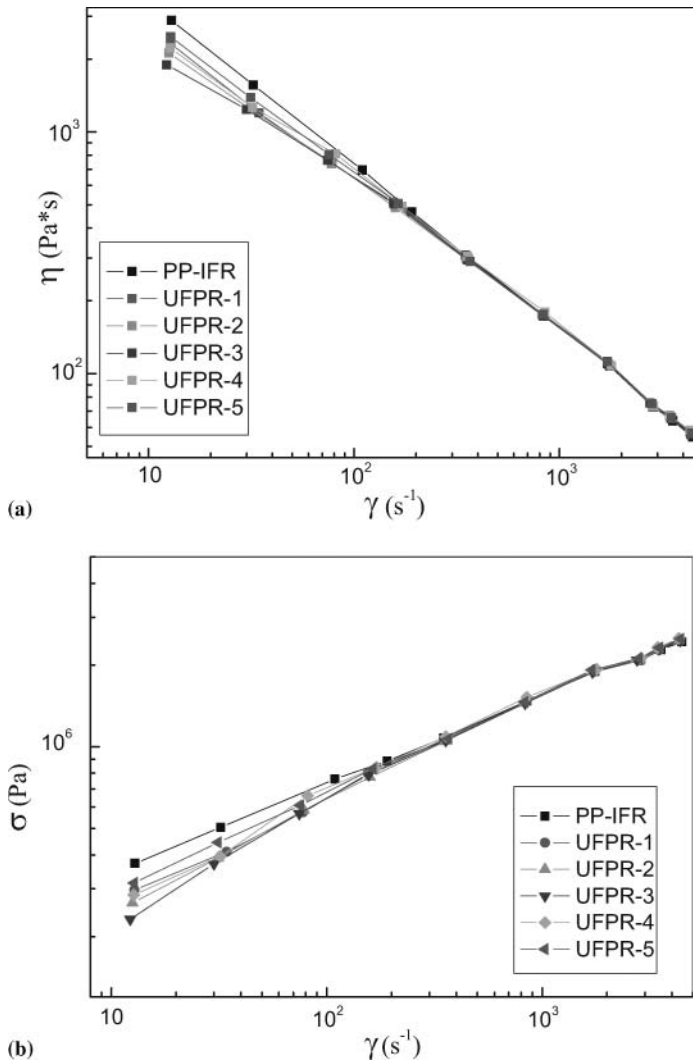 10³
η (Pa*s)
10²
PP-IFR
UFPR-1
UFPR-2
UFPR-3
UFPR-4
UFPR-5
10 10² 10³
γ (s⁻¹)
(a)
10⁶
σ (Pa)
PP-IFR
UFPR-1
UFPR-2
UFPR-3
UFPR-4
UFPR-5
10 10² 10³
γ (s⁻¹)
(b)